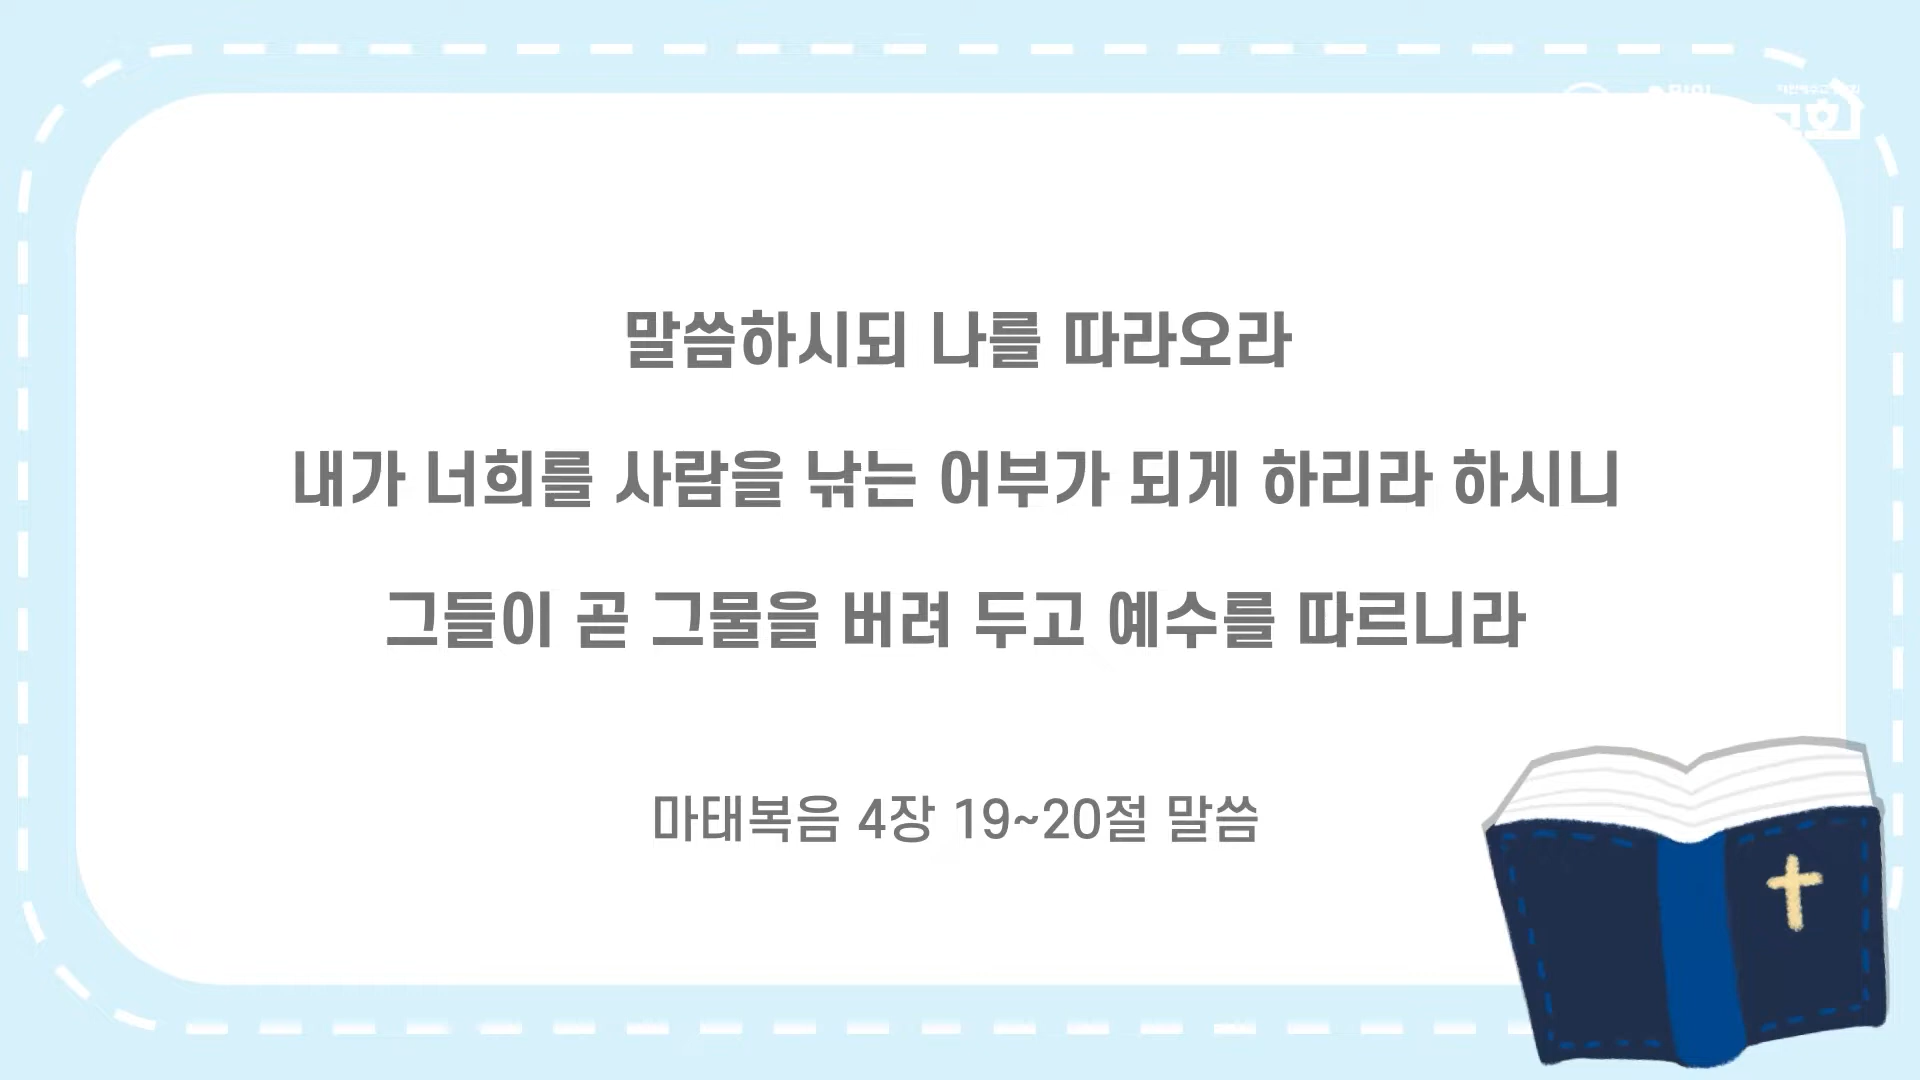 교회
말씀하시되 나를 따라오라
내가 너희를 사람을 낚는 어부가 되게 하리라 하시니
그들이 곧 그물을 버려 두고 예수를 따르니라
마태복음 4장 19~20절 말씀